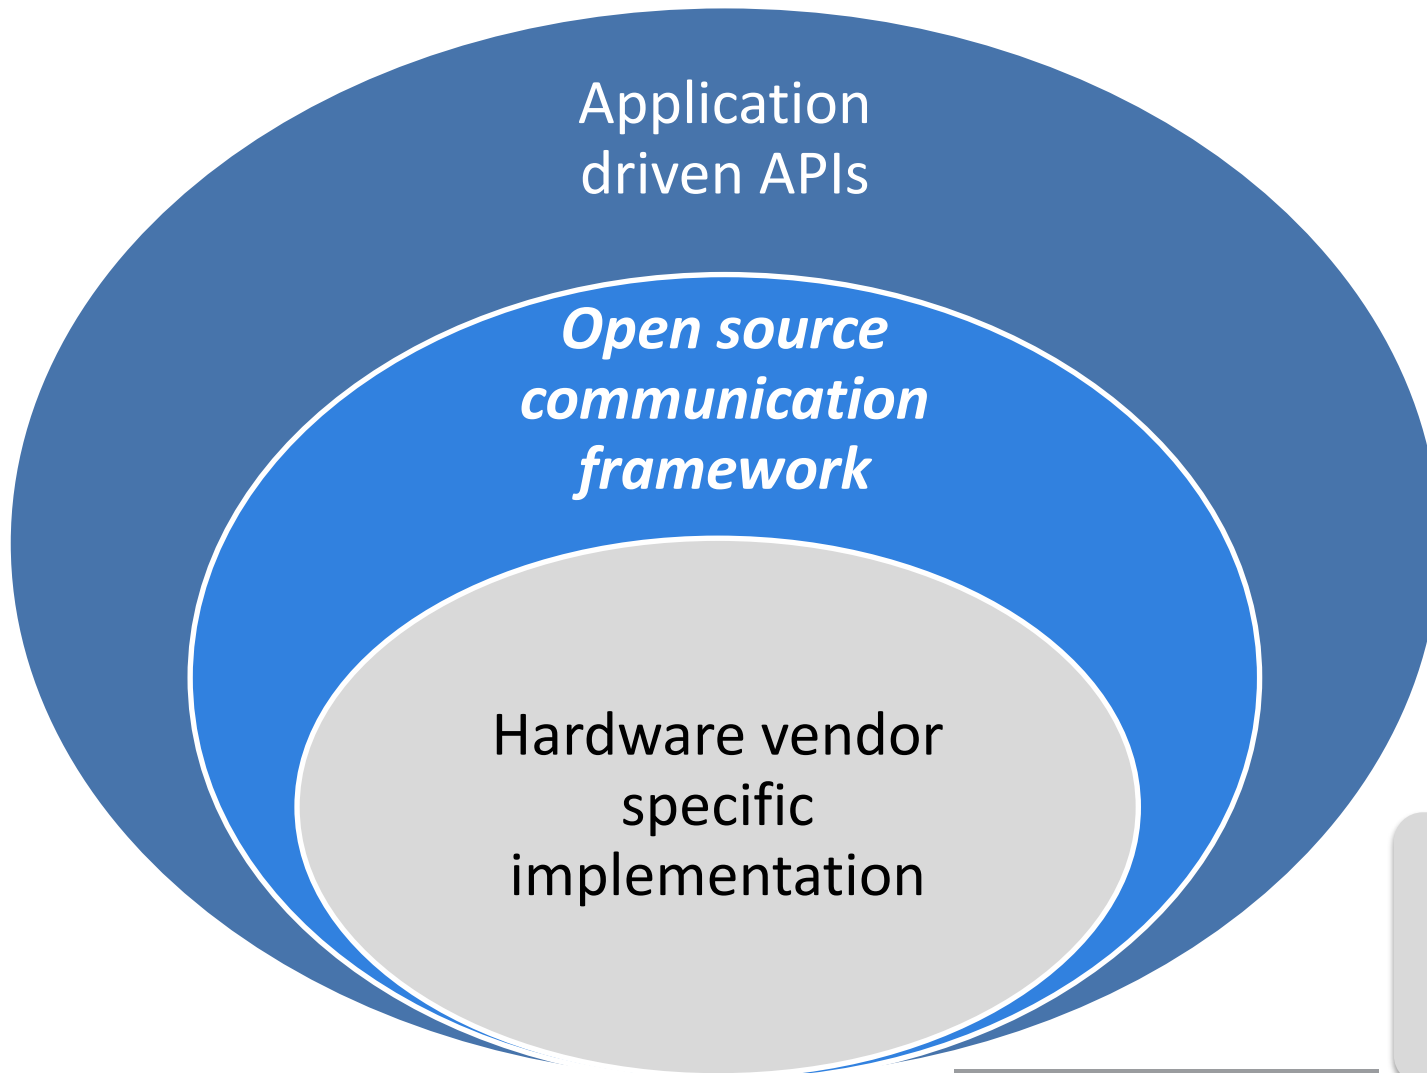 Application
driven APIs
Open source
communication
framework
Hardware vendor
specific
implementation